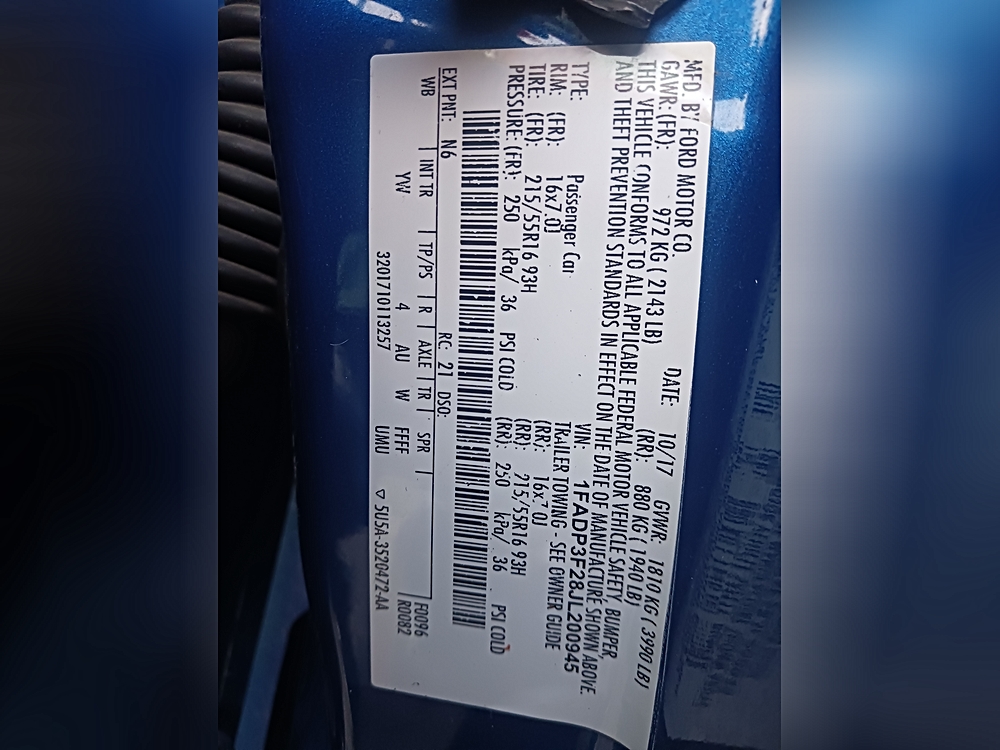 MFD. BY FORD MOTOR CO.
DATE: 10/17 GVWR: 1810 KG ( 3990 LB)
GAWR: (FR): 972 KG ( 2143 LB) (RR): 880 KG ( 1940 LB)
THIS VEHICLE CONFORMS TO ALL APPLICABLE FEDERAL MOTOR VEHICLE SAFETY, BUMPER,
AND THEFT PREVENTION STANDARDS IN EFFECT ON THE DATE OF MANUFACTURE SHOWN ABOVE.
VIN: 1FADP3F28JL200945
TYPE: Passenger Car TRAILER TOWING - SEE OWNER GUIDE
RIM: (FR): 16x7.0J (RR): 16x7.0J
TIRE: (FR): 215/55R16 93H (RR): 215/55R16 93H
PRESSURE: (FR): 250 kPa/ 36 PSI COLD (RR): 250 kPa/ 36 PSI COLD
EXT PNT: N6 RC: 21 DSO: F0096
WB | INT TR | TP/PS | R | AXLE | TR | SPR | R0082
YW 4 AU W FFFF
3201710113257 UMU ▽ 5U5A-3520472-AA